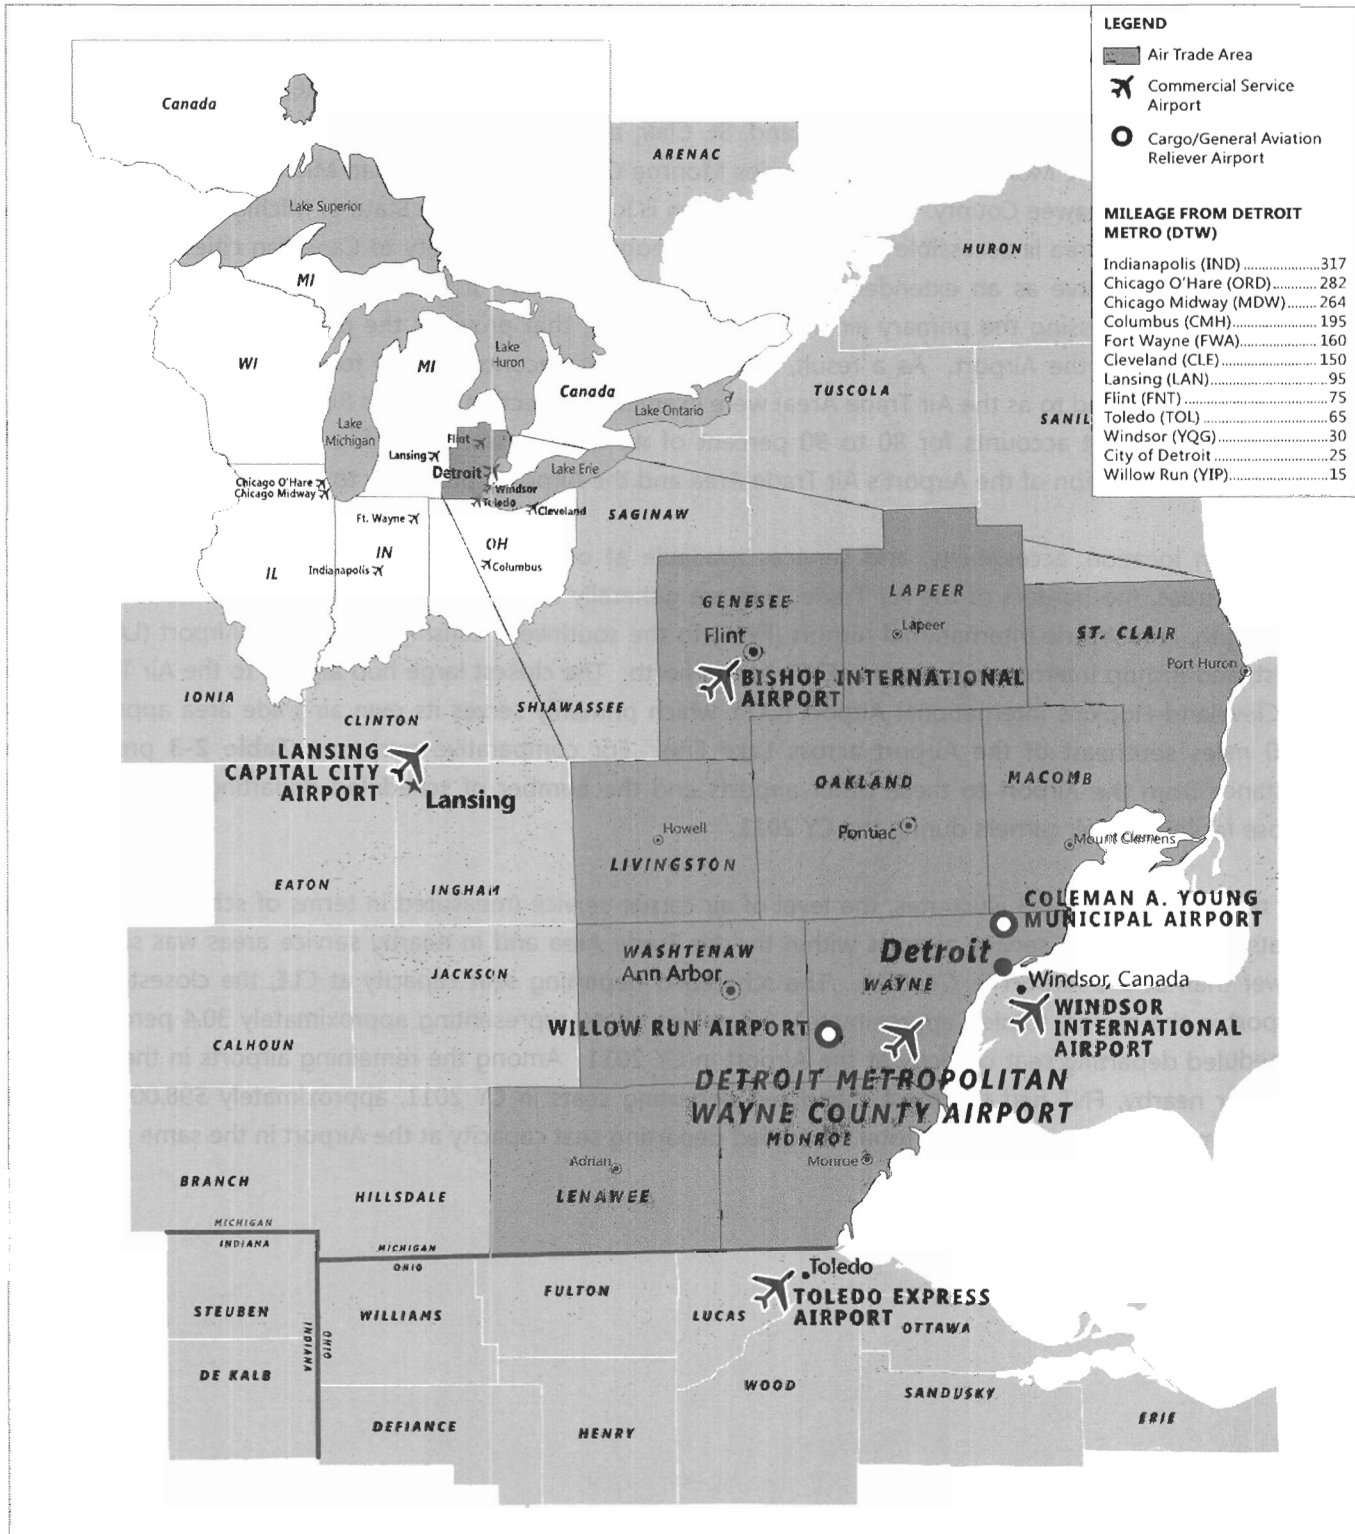 LEGEND
Air Trade Area
Commercial Service
Airport
Cargo/General Aviation
Reliever Airport
MILEAGE FROM DETROIT
METRO (DTW)
Indianapolis (IND)....................317
Chicago O'Hare (ORD)............282
Chicago Midway (MDW).......264
Columbus (CMH)......................195
Fort Wayne (FWA)....................160
Cleveland (CLE).........................150
Lansing (LAN)..............................95
Flint (FNT)....................................75
Toledo (TOL)................................65
Windsor (YQG)............................30
City of Detroit..............................25
Willow Run (YIP).........................15
Canada
Lake Superior
MI
WI
MI
Lake
Huron
Canada
Lake Ontario
Lake
Michigan
Flint
Lansing
Detroit
Lake Erie
Windsor
Toledo
Cleveland
Chicago O'Hare
Chicago Midway
Ft. Wayne
IN
OH
IL
Indianapolis
Columbus
ARENAC
HURON
TUSCOLA
SANIL
SAGINAW
GENESEE
LAPEER
Flint
Lapeer
ST. CLAIR
Port Huron
BISHOP INTERNATIONAL
AIRPORT
IONIA
CLINTON
SHIAWASSEE
LANSING
CAPITAL CITY
AIRPORT
Lansing
OAKLAND
MACOMB
Howell
Pontiac
Mount Clemens
LIVINGSTON
EATON
INGHAM
COLEMAN A. YOUNG
MUNICIPAL AIRPORT
WASHTENAW
Detroit
JACKSON
Ann Arbor
WAYNE
Windsor, Canada
WINDSOR
INTERNATIONAL
AIRPORT
WILLOW RUN AIRPORT
CALHOUN
DETROIT METROPOLITAN
WAYNE COUNTY AIRPORT
MONROE
Adrian
Monroe
BRANCH
HILLSDALE
LENAWEE
MICHIGAN
INDIANA
MICHIGAN
OHIO
Toledo
TOLEDO EXPRESS
AIRPORT
STEUBEN
WILLIAMS
FULTON
LUCAS
OTTAWA
INDIANA
OHIO
DE KALB
WOOD
SANDUSKY
DEFIANCE
HENRY
ERIE